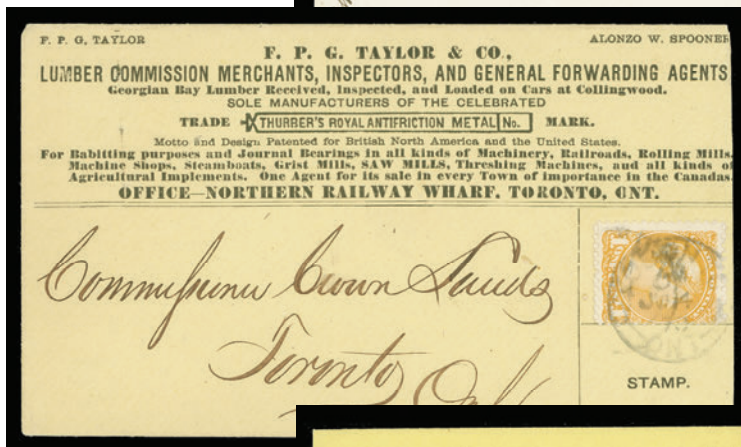 F. P. G. TAYLOR ALONZO W. SPOONER
F. P. G. TAYLOR & CO.,
LUMBER COMMISSION MERCHANTS, INSPECTORS, AND GENERAL FORWARDING AGENTS
Georgian Bay Lumber Received, Inspected, and Loaded on Cars at Collingwood.
SOLE MANUFACTURERS OF THE CELEBRATED
TRADE THURBER'S ROYAL ANTIFRICTION METAL No. MARK.
Motto and Design Patented for British North America and the United States.
For Babitting purposes and Journal Bearings in all kinds of Machinery, Railroads, Rolling Mills,
Machine Shops, Steamboats, Grist Mills, SAW MILLS, Threshing Machines, and all kinds of
Agricultural Implements. One Agent for its sale in every Town of importance in the Canadas.
OFFICE—NORTHERN RAILWAY WHARF, TORONTO, ONT.
Commissioner Crown Lands
Toronto
STAMP.